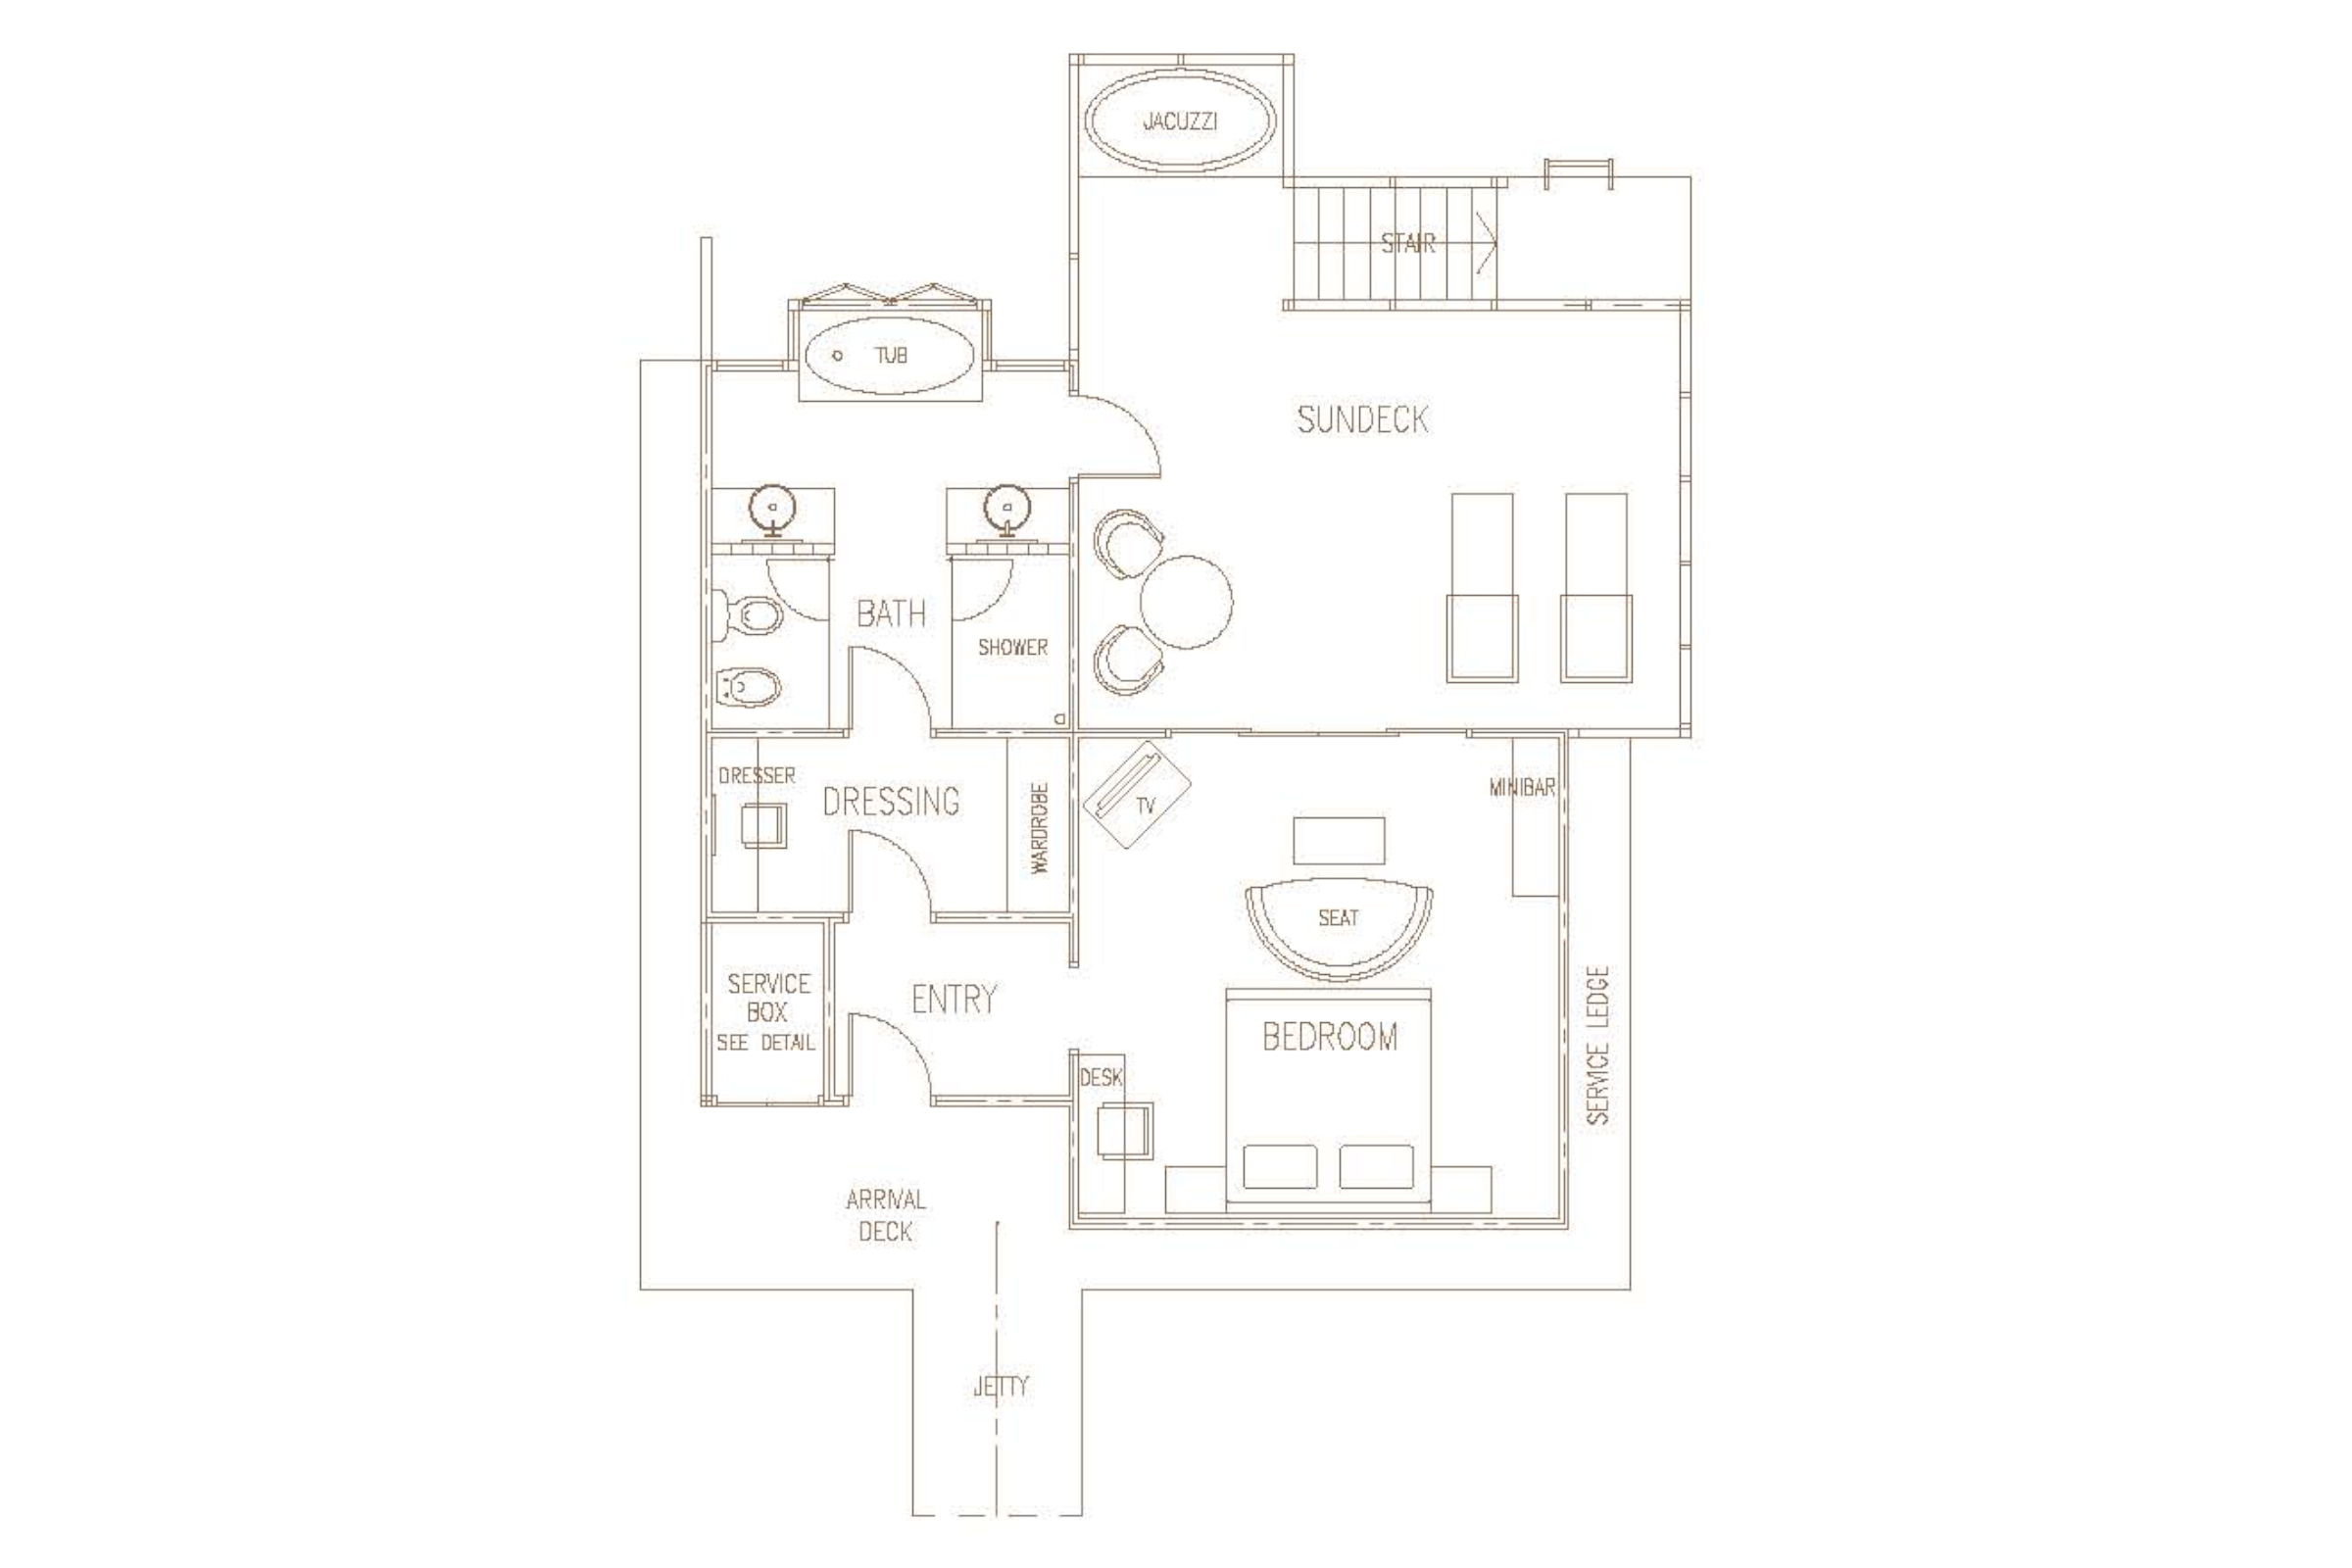 JACUZZI
STAIR
TUB
SUNDECK
BATH
SHOWER
DRESSER
DRESSING
WARDROBE
TV
MINIBAR
SEAT
SERVICE
BOX
SEE DETAIL
ENTRY
BEDROOM
SERVICE LEDGE
DESK
ARRIVAL
DECK
JETTY